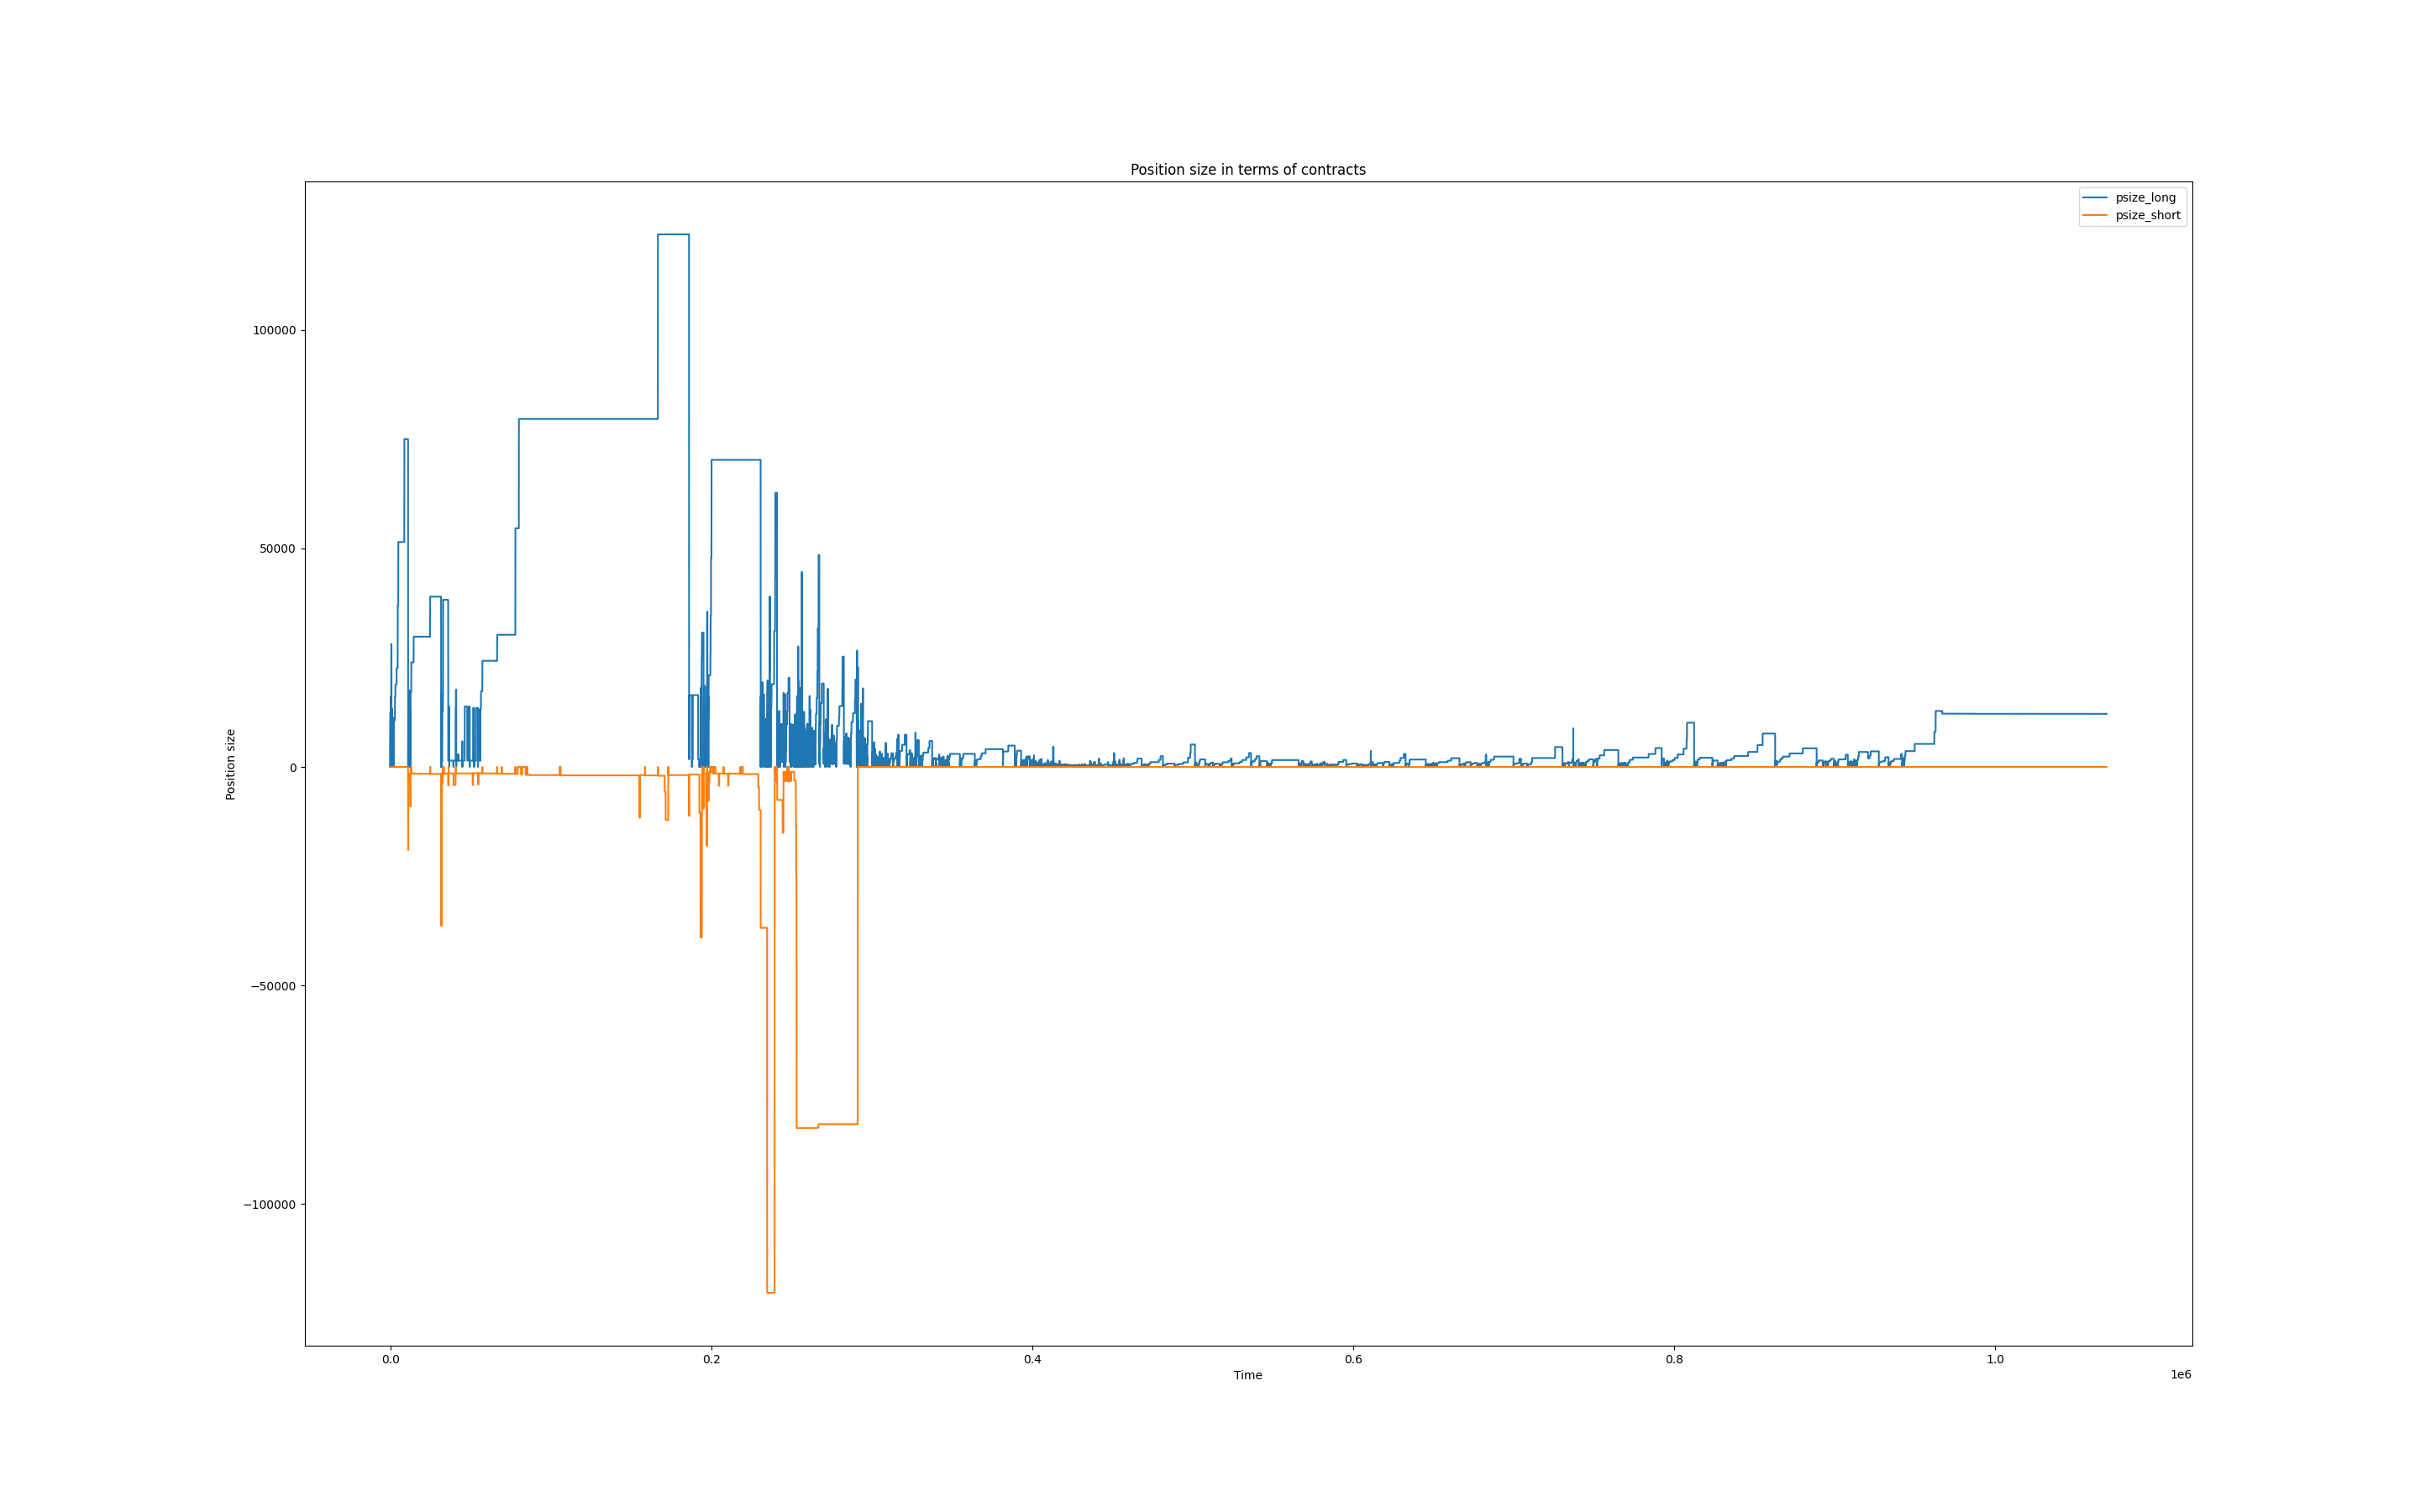 Position size in terms of contracts
psize_long
psize_short
100000
50000
0
−50000
−100000
Position size
0.0 0.2 0.4 0.6 0.8 1.0
Time
1e6